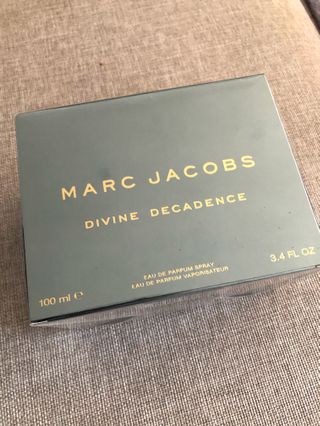 MARC JACOBS
DIVINE DECADENCE
EAU DE PARFUM SPRAY
EAU DE PARFUM VAPORISATEUR
100 ml ℮
3.4 FL OZ